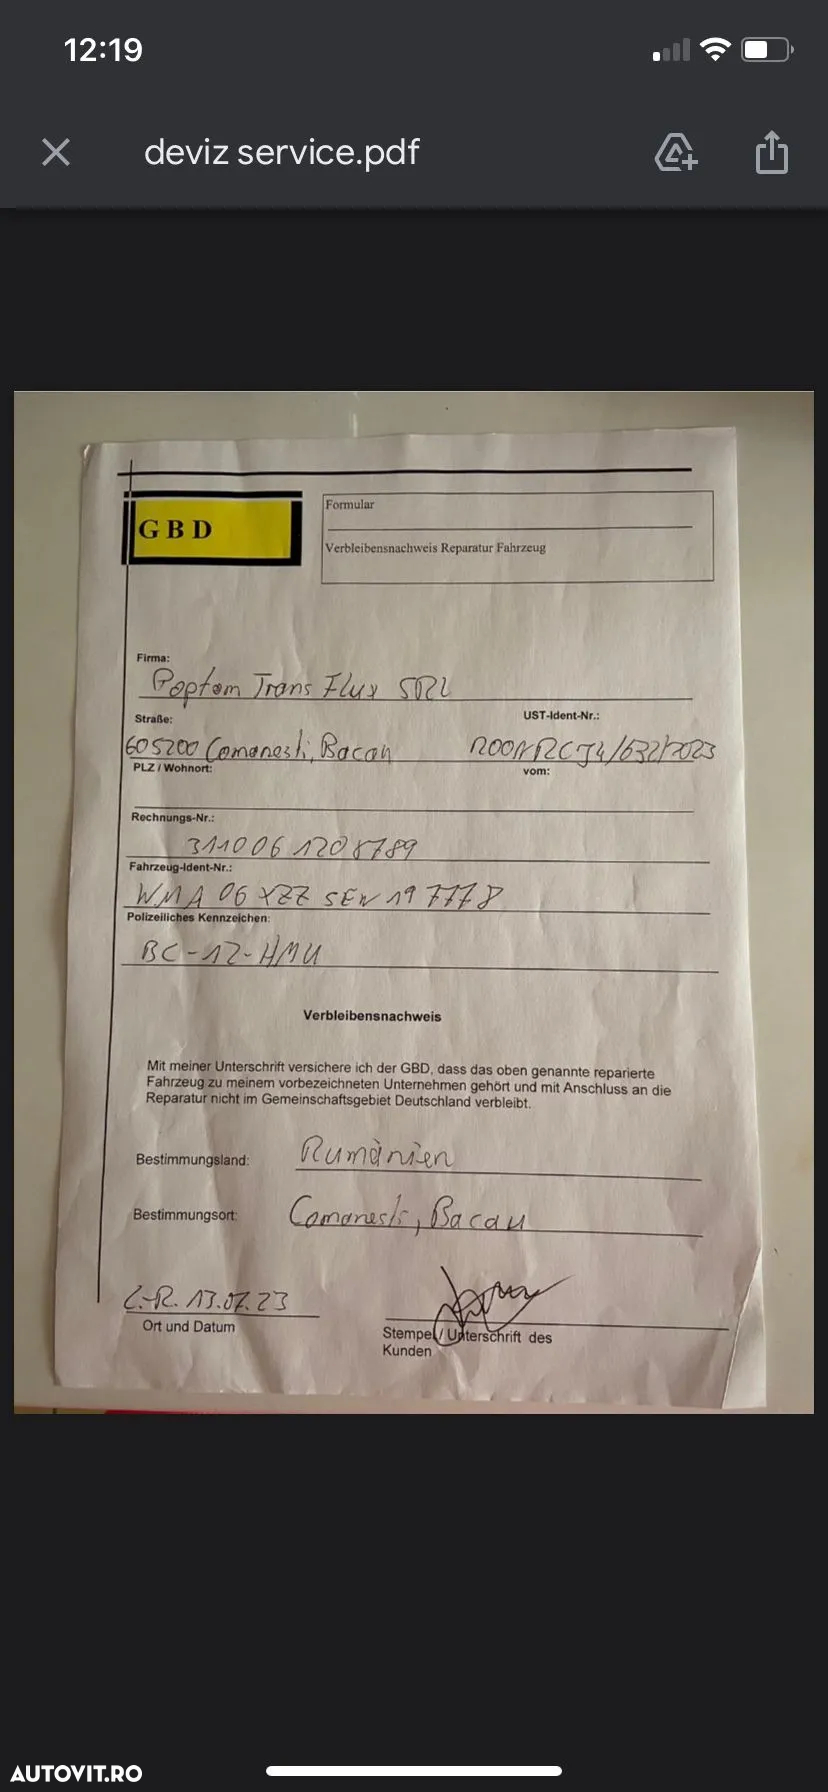 12:19
deviz service.pdf
GBD
Formular
Verbleibensnachweis Reparatur Fahrzeug
Firma:
Poptom Trans Flux SRL
Straße:
UST-Ident-Nr.:
605200 Comanesti, Bacau
J4/632/2023
PLZ / Wohnort:
vom:
Rechnungs-Nr.:
3110061208789
Fahrzeug-Ident-Nr.:
WMA 06 XZZ SEW 19 7778
Polizeiliches Kennzeichen:
BC-12-HMU
Verbleibensnachweis
Mit meiner Unterschrift versichere ich der GBD, dass das oben genannte reparierte
Fahrzeug zu meinem vorbezeichneten Unternehmen gehört und mit Anschluss an die
Reparatur nicht im Gemeinschaftsgebiet Deutschland verbleibt.
Bestimmungsland:
Rumänien
Bestimmungsort:
Comanesti, Bacau
C.-R. 13.07.23
Ort und Datum
Stempel / Unterschrift des
Kunden
AUTOVIT.RO